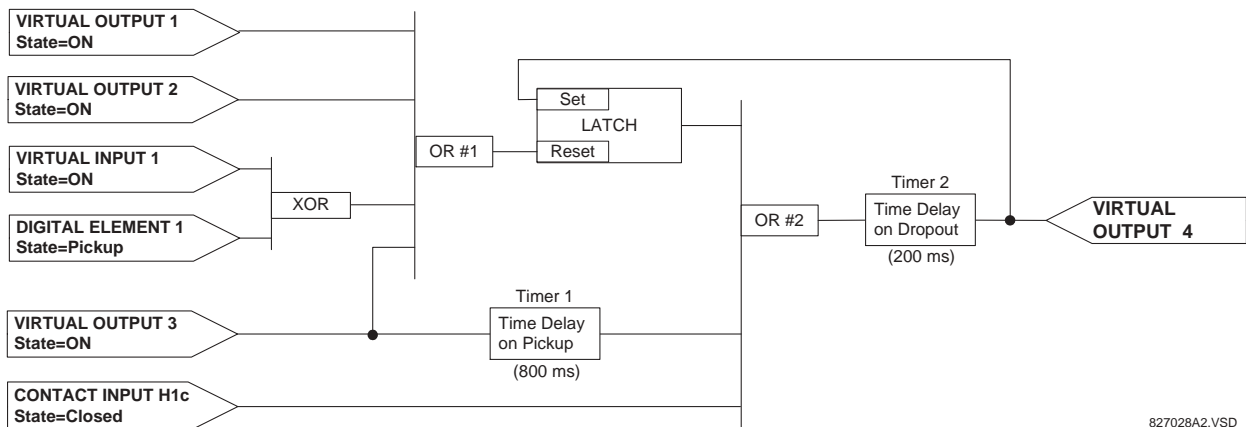 VIRTUAL OUTPUT 1
State=ON
VIRTUAL OUTPUT 2
State=ON
VIRTUAL INPUT 1
State=ON
DIGITAL ELEMENT 1
State=Pickup
VIRTUAL OUTPUT 3
State=ON
CONTACT INPUT H1c
State=Closed
XOR
OR #1
Set
LATCH
Reset
Timer 1
Time Delay
on Pickup
(800 ms)
OR #2
Timer 2
Time Delay
on Dropout
(200 ms)
VIRTUAL
OUTPUT 4
827028A2.VSD